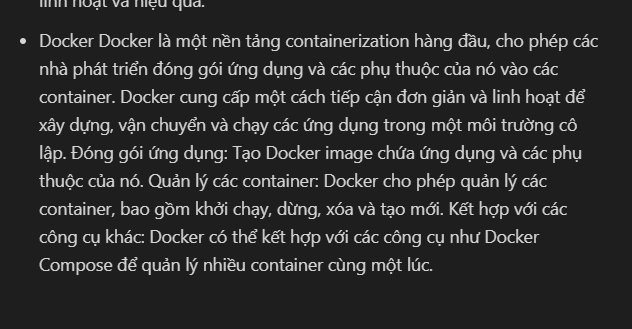 linh hoạt và hiệu quả.
Docker Docker là một nền tảng containerization hàng đầu, cho phép các
nhà phát triển đóng gói ứng dụng và các phụ thuộc của nó vào các
container. Docker cung cấp một cách tiếp cận đơn giản và linh hoạt để
xây dựng, vận chuyển và chạy các ứng dụng trong một môi trường cô
lập. Đóng gói ứng dụng: Tạo Docker image chứa ứng dụng và các phụ
thuộc của nó. Quản lý các container: Docker cho phép quản lý các
container, bao gồm khởi chạy, dừng, xóa và tạo mới. Kết hợp với các
công cụ khác: Docker có thể kết hợp với các công cụ như Docker
Compose để quản lý nhiều container cùng một lúc.